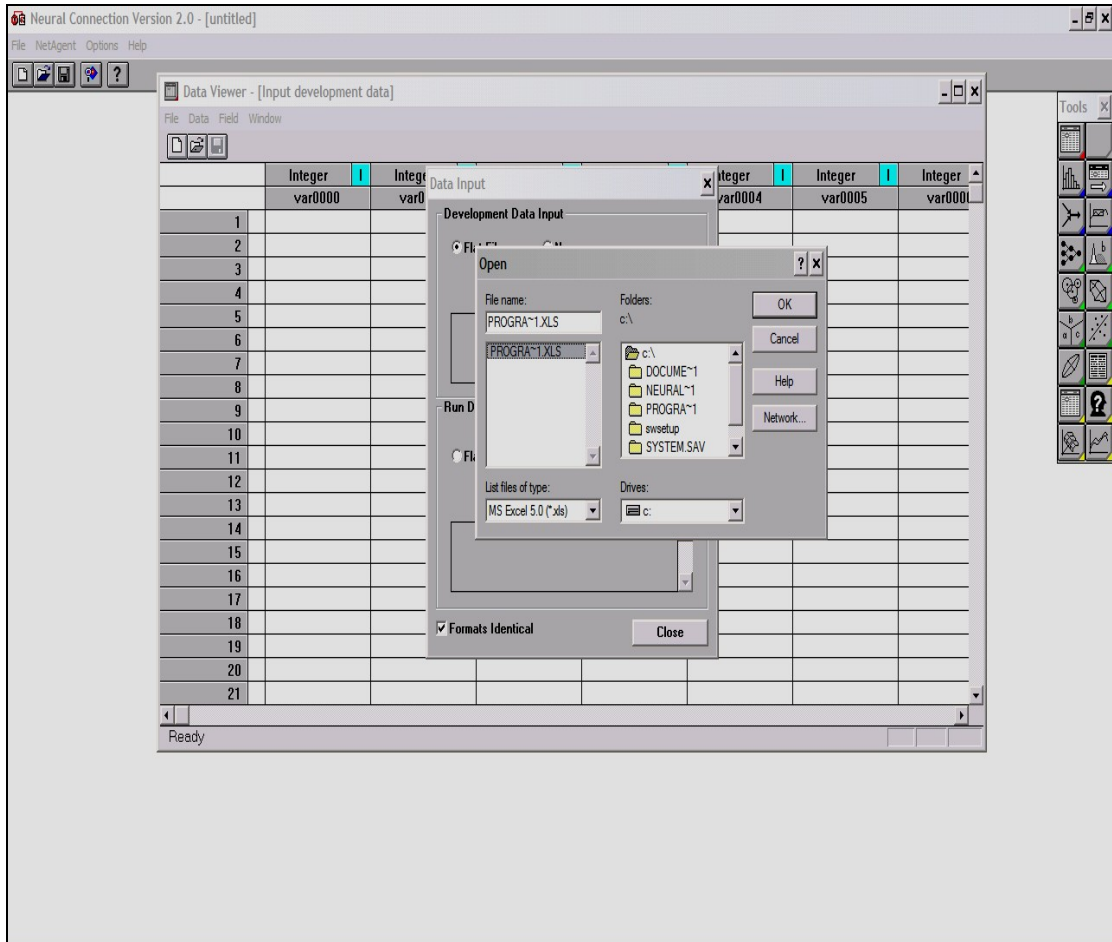 Neural Connection Version 2.0 - [untitled]
File NetAgent Options Help
Data Viewer - [Input development data]
File Data Field Window
Tools
Integer I Integer I Integer I Integer
var0000 var0004 var0005
Data Input
Development Data Input
Open
File name:
PROGRA~1.XLS
PROGRA~1.XLS
Folders:
c:\
c:\
DOCUME~1
NEURAL~1
PROGRA~1
swsetup
SYSTEM.SAV
OK
Cancel
Help
Network...
List files of type:
MS Excel 5.0 (*.xls)
Drives:
c:
Run D
Formats Identical
Close
1
2
3
4
5
6
7
8
9
10
11
12
13
14
15
16
17
18
19
20
21
Ready